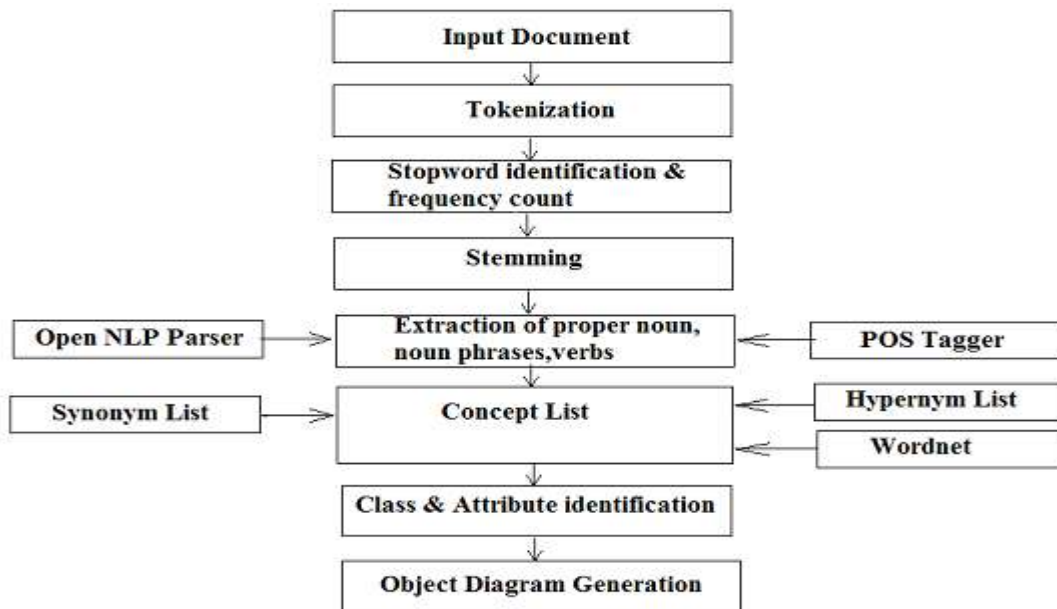 Input Document
Tokenization
Stopword identification &
frequency count
Stemming
Open NLP Parser
Extraction of proper noun,
noun phrases,verbs
POS Tagger
Synonym List
Concept List
Hypernym List
Wordnet
Class & Attribute identification
Object Diagram Generation